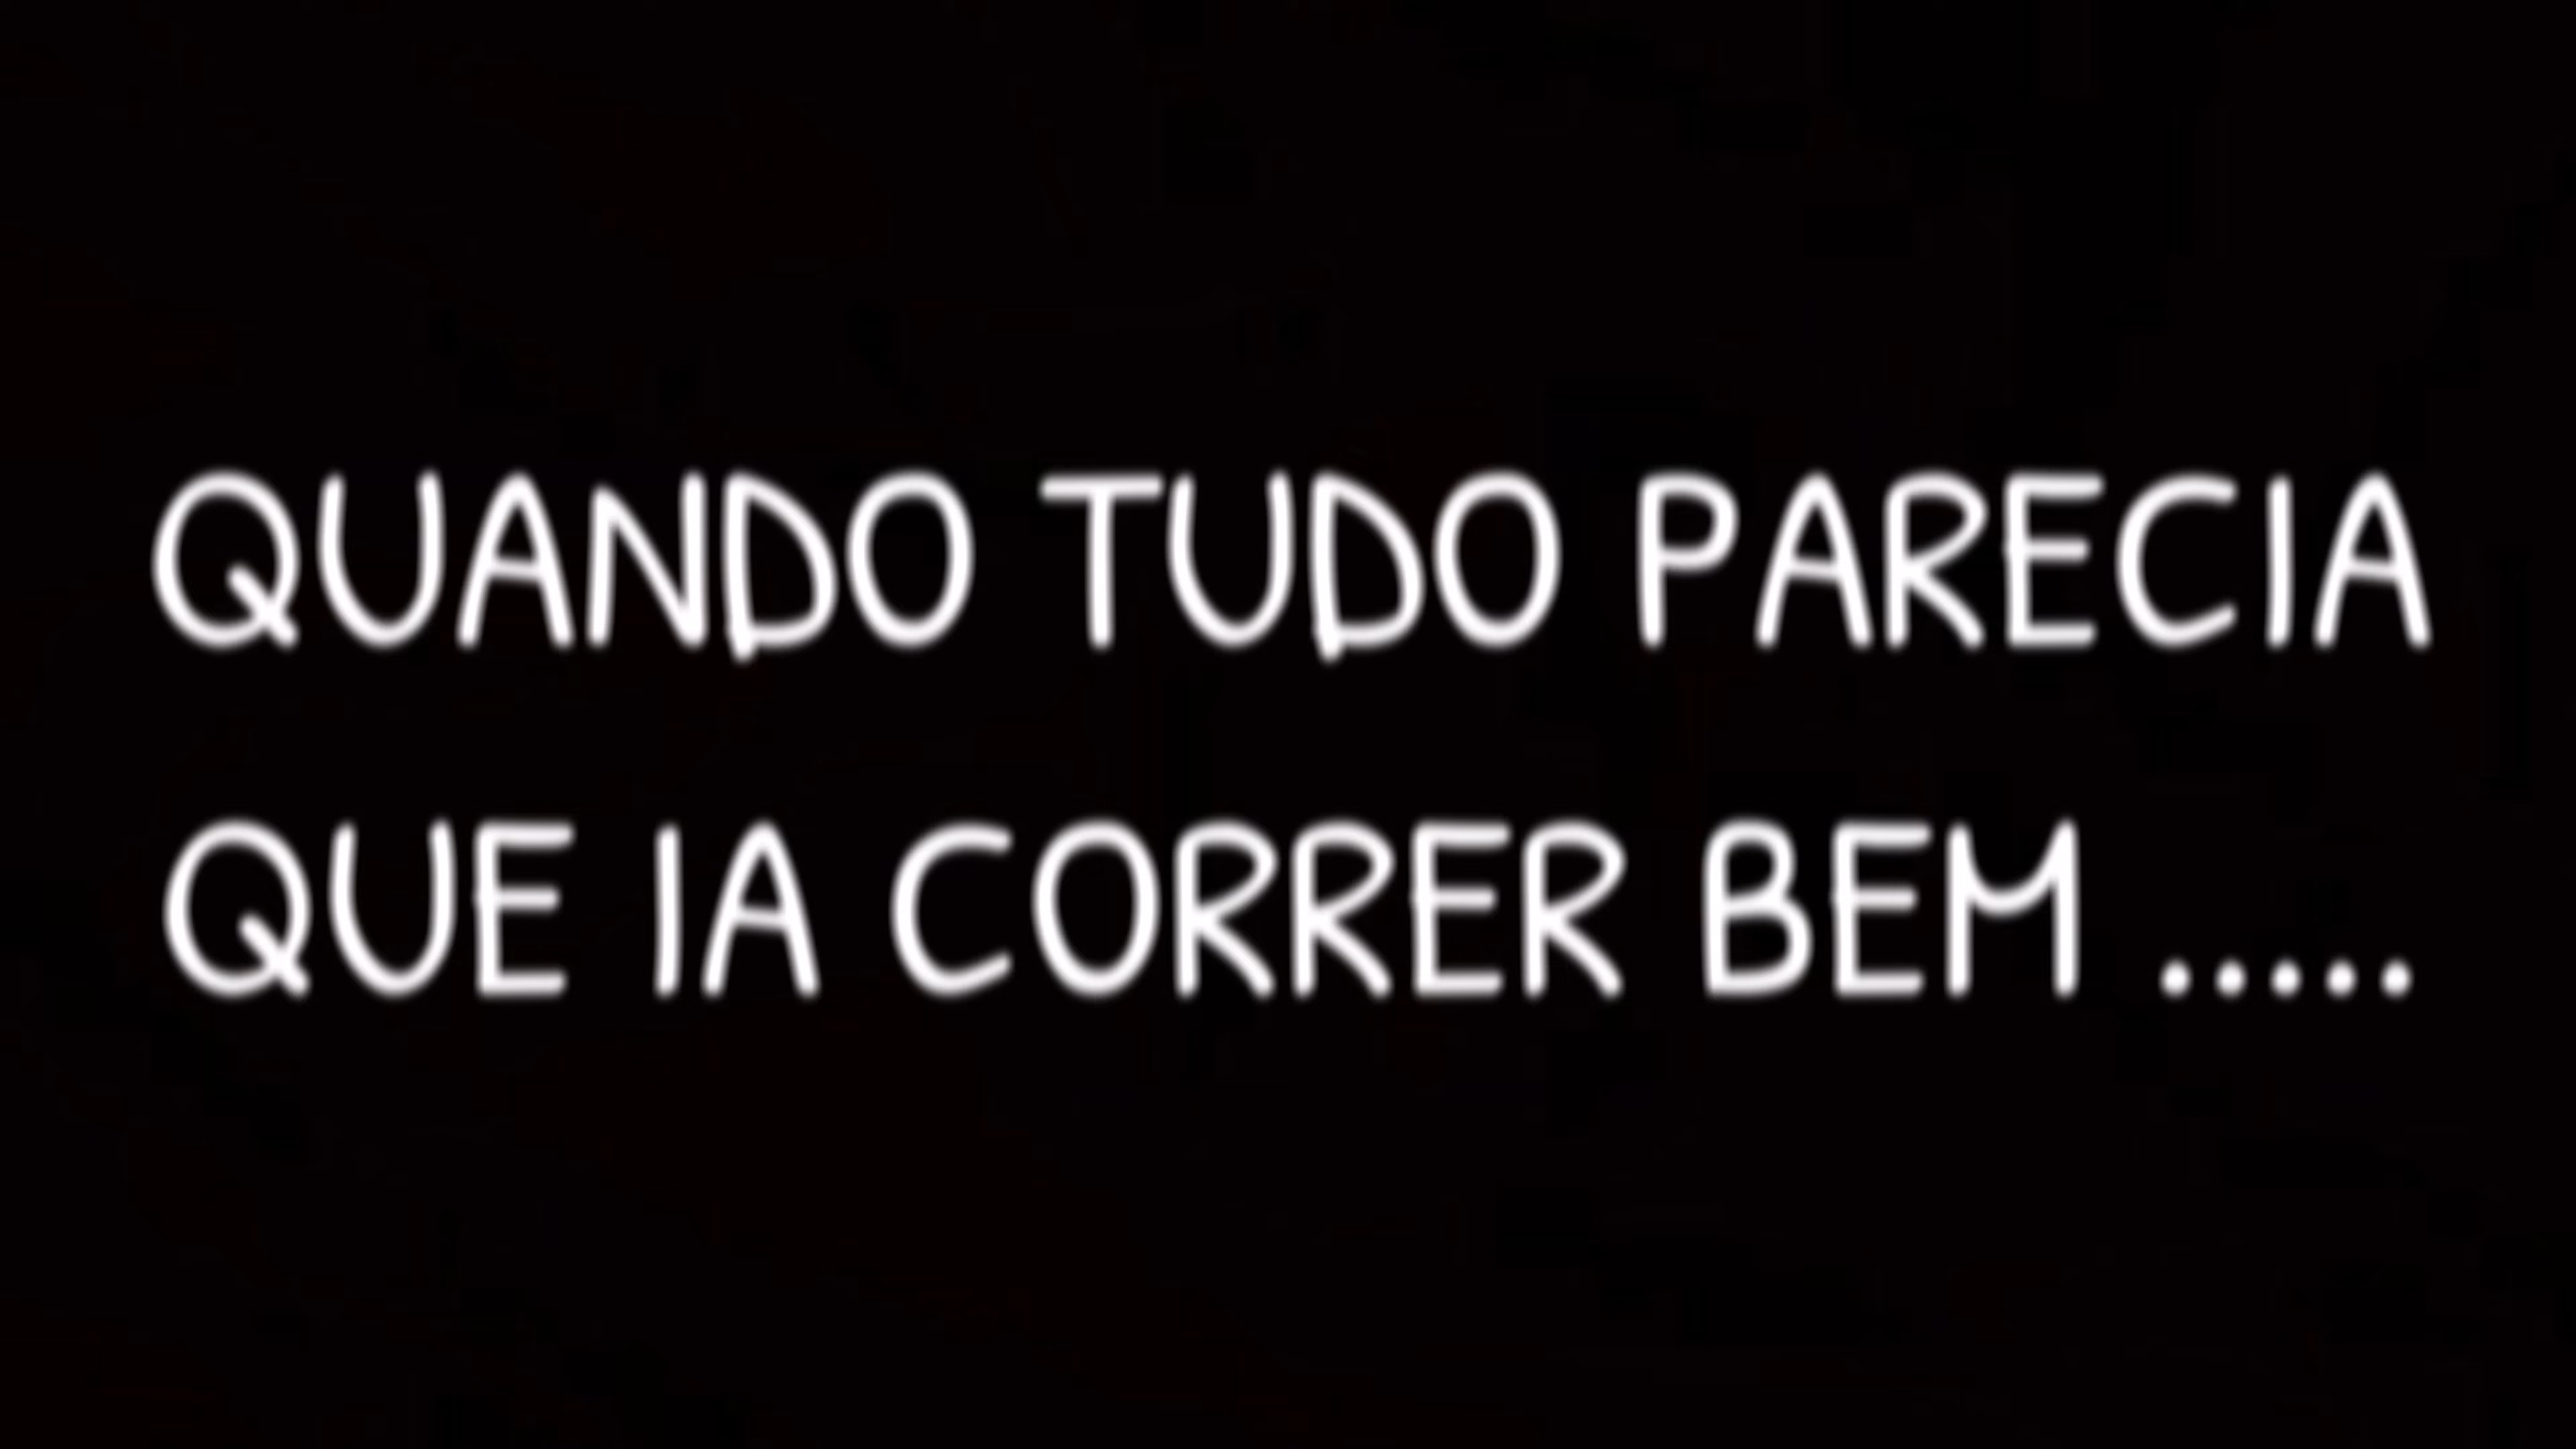 QUANDO TUDO PARECIA
QUE IA CORRER BEM .....